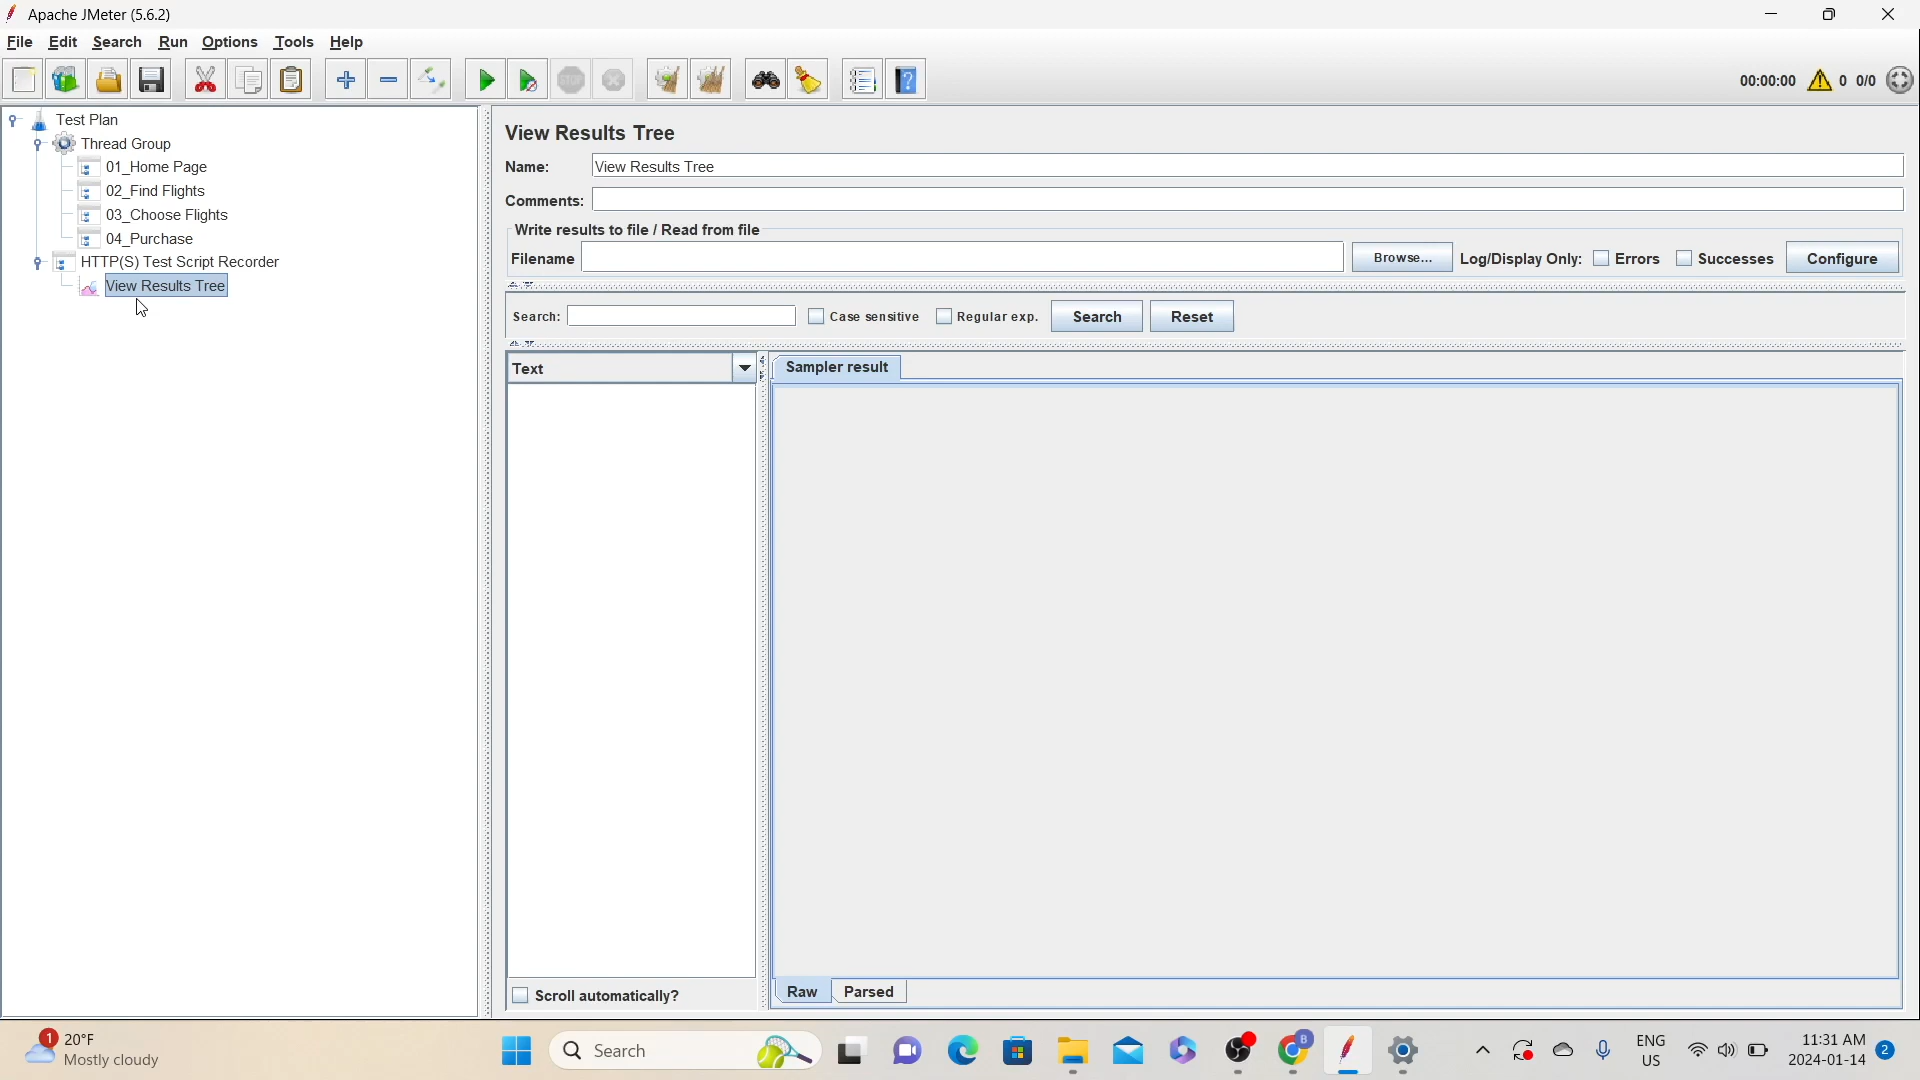 Apache JMeter (5.6.2)
File Edit Search Run Options Tools Help
STOP
00:00:00 0 0/0
Test Plan
Thread Group
01_Home Page
02_Find Flights
03_Choose Flights
04_Purchase
HTTP(S) Test Script Recorder
View Results Tree
View Results Tree
Name: View Results Tree
Comments:
Write results to file / Read from file
Filename Browse... Log/Display Only: Errors Successes Configure
Search: Case sensitive Regular exp. Search Reset
Text
Sampler result
Scroll automatically?
Raw Parsed
1 20°F
Mostly cloudy
Search
B
ENG
US
11:31 AM
2024-01-14
2